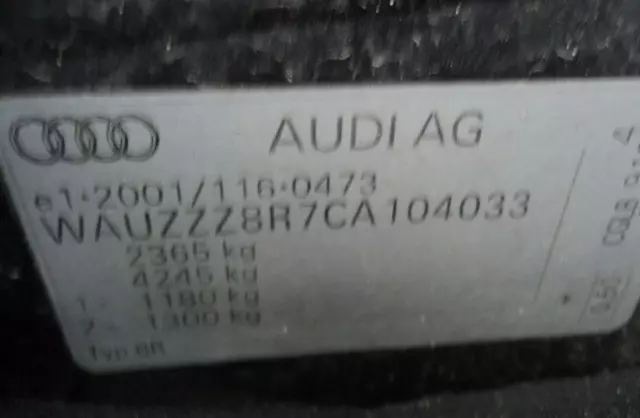 AUDI AG
e1*2001/116*0473
WAUZZZ8R7CA104033
2365 kg
4245 kg
1- 1180 kg
2- 1300 kg
Typ 8R